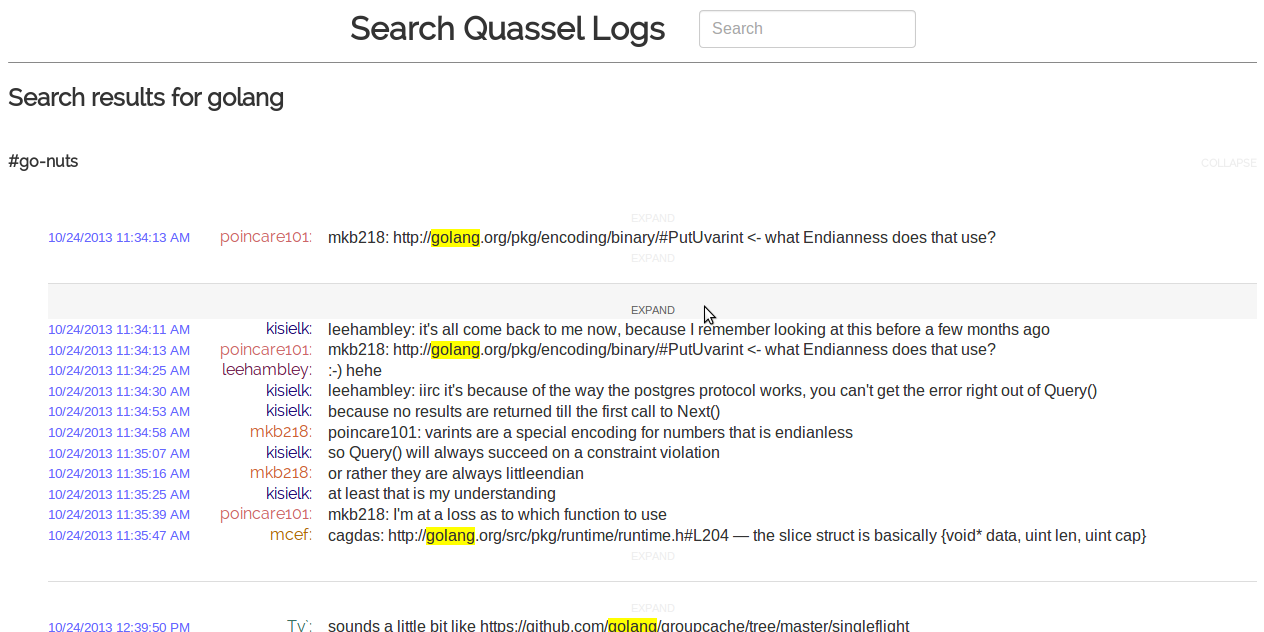 Search Quassel Logs Search
Search results for golang
#go-nuts COLLAPSE
EXPAND
10/24/2013 11:34:13 AM poincare101: mkb218: http://golang.org/pkg/encoding/binary/#PutUvarint <- what Endianness does that use?
EXPAND
EXPAND
10/24/2013 11:34:11 AM kisielk: leehambley: it's all come back to me now, because I remember looking at this before a few months ago
10/24/2013 11:34:13 AM poincare101: mkb218: http://golang.org/pkg/encoding/binary/#PutUvarint <- what Endianness does that use?
10/24/2013 11:34:25 AM leehambley: :-) hehe
10/24/2013 11:34:30 AM kisielk: leehambley: iirc it's because of the way the postgres protocol works, you can't get the error right out of Query()
10/24/2013 11:34:53 AM kisielk: because no results are returned till the first call to Next()
10/24/2013 11:34:58 AM mkb218: poincare101: varints are a special encoding for numbers that is endianless
10/24/2013 11:35:07 AM kisielk: so Query() will always succeed on a constraint violation
10/24/2013 11:35:16 AM mkb218: or rather they are always littleendian
10/24/2013 11:35:25 AM kisielk: at least that is my understanding
10/24/2013 11:35:39 AM poincare101: mkb218: I'm at a loss as to which function to use
10/24/2013 11:35:47 AM mcef: cagdas: http://golang.org/src/pkg/runtime/runtime.h#L204 — the slice struct is basically {void* data, uint len, uint cap}
EXPAND
EXPAND
10/24/2013 12:39:50 PM Tv`: sounds a little bit like https://github.com/golang/groupcache/tree/master/singleflight